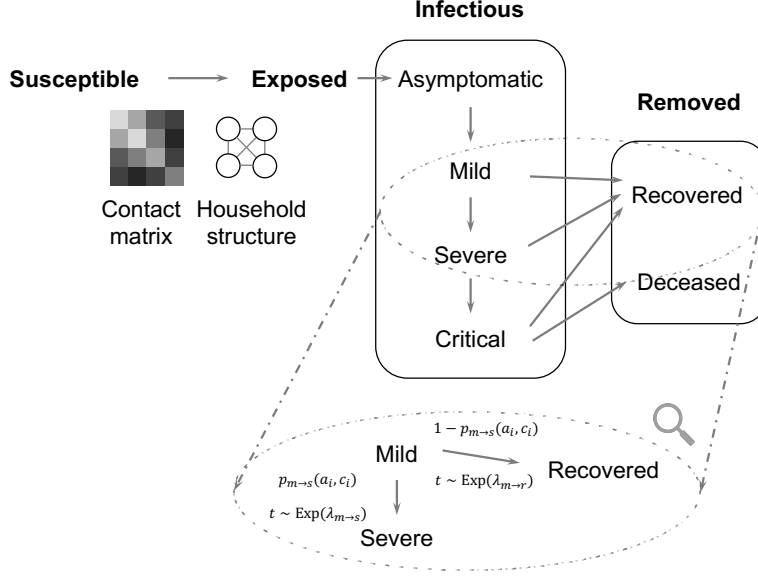 Infectious
Susceptible
Exposed
Asymptomatic
Removed
Mild
Recovered
Contact
matrix
Household
structure
Severe
Deceased
Critical
1 − p_{m→s}(a_i, c_i)
Mild
Recovered
p_{m→s}(a_i, c_i)
t ~ Exp(λ_{m→r})
t ~ Exp(λ_{m→s})
Severe